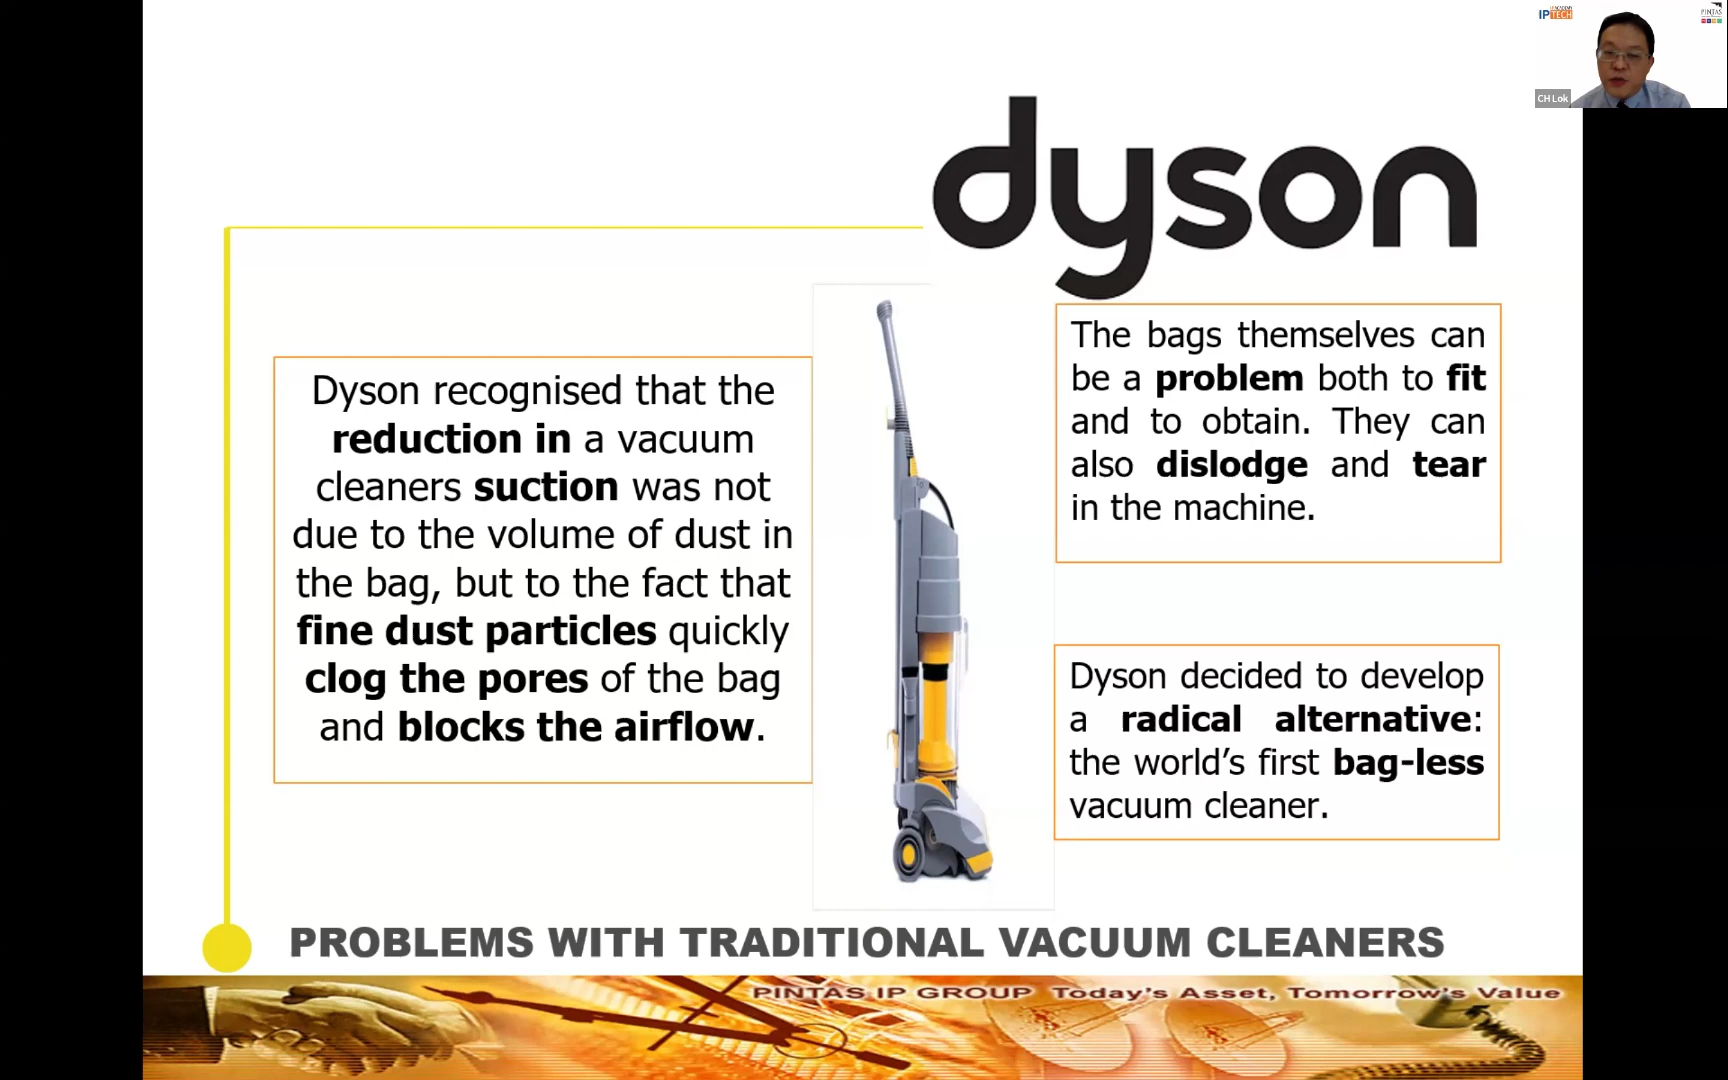 IPTECH
PINTAS
CH Lok
dyson
Dyson recognised that the
reduction in a vacuum
cleaners suction was not
due to the volume of dust in
the bag, but to the fact that
fine dust particles quickly
clog the pores of the bag
and blocks the airflow.
The bags themselves can
be a problem both to fit
and to obtain. They can
also dislodge and tear
in the machine.
Dyson decided to develop
a radical alternative:
the world’s first bag-less
vacuum cleaner.
PROBLEMS WITH TRADITIONAL VACUUM CLEANERS
PINTAS IP GROUP Today's Asset, Tomorrow's Value